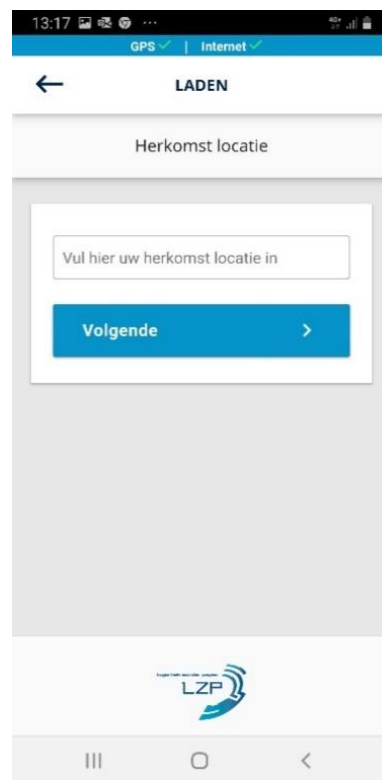 13:17
GPS | Internet
LADEN
Herkomst locatie
Vul hier uw herkomst locatie in
Volgende
LZP